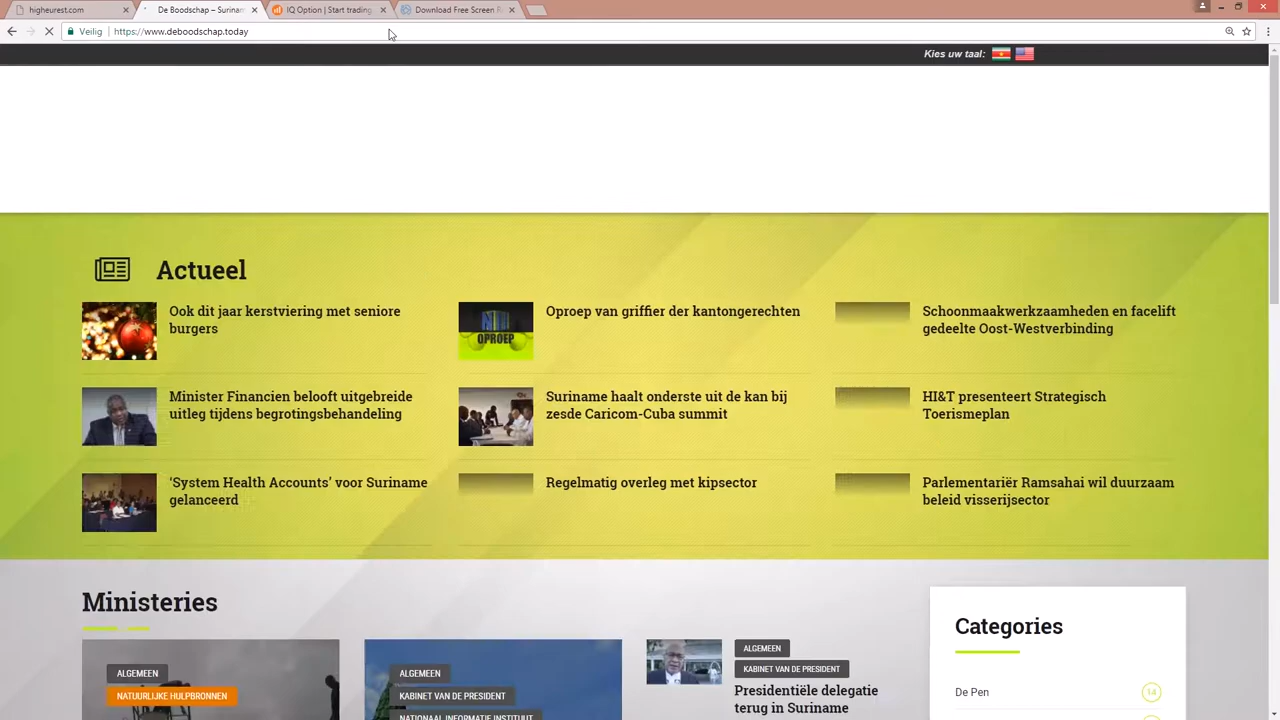 higheurest.com
De Boodschap – Surinam
IQ Option | Start trading
Download Free Screen R
Veilig
https://www.deboodschap.today
Kies uw taal:
Actueel
Ook dit jaar kerstviering met seniore
burgers
Oproep van griffier der kantongerechten
OPROEP
Schoonmaakwerkzaamheden en facelift
gedeelte Oost-Westverbinding
Minister Financien belooft uitgebreide
uitleg tijdens begrotingsbehandeling
Suriname haalt onderste uit de kan bij
zesde Caricom-Cuba summit
HI&T presenteert Strategisch
Toerismeplan
‘System Health Accounts’ voor Suriname
gelanceerd
Regelmatig overleg met kipsector
Parlementariër Ramsahai wil duurzaam
beleid visserijsector
Ministeries
ALGEMEEN
NATUURLIJKE HULPBRONNEN
ALGEMEEN
KABINET VAN DE PRESIDENT
NATIONAAL INFORMATIE INSTITUUT
ALGEMEEN
KABINET VAN DE PRESIDENT
Presidentiële delegatie
terug in Suriname
Categories
De Pen
14